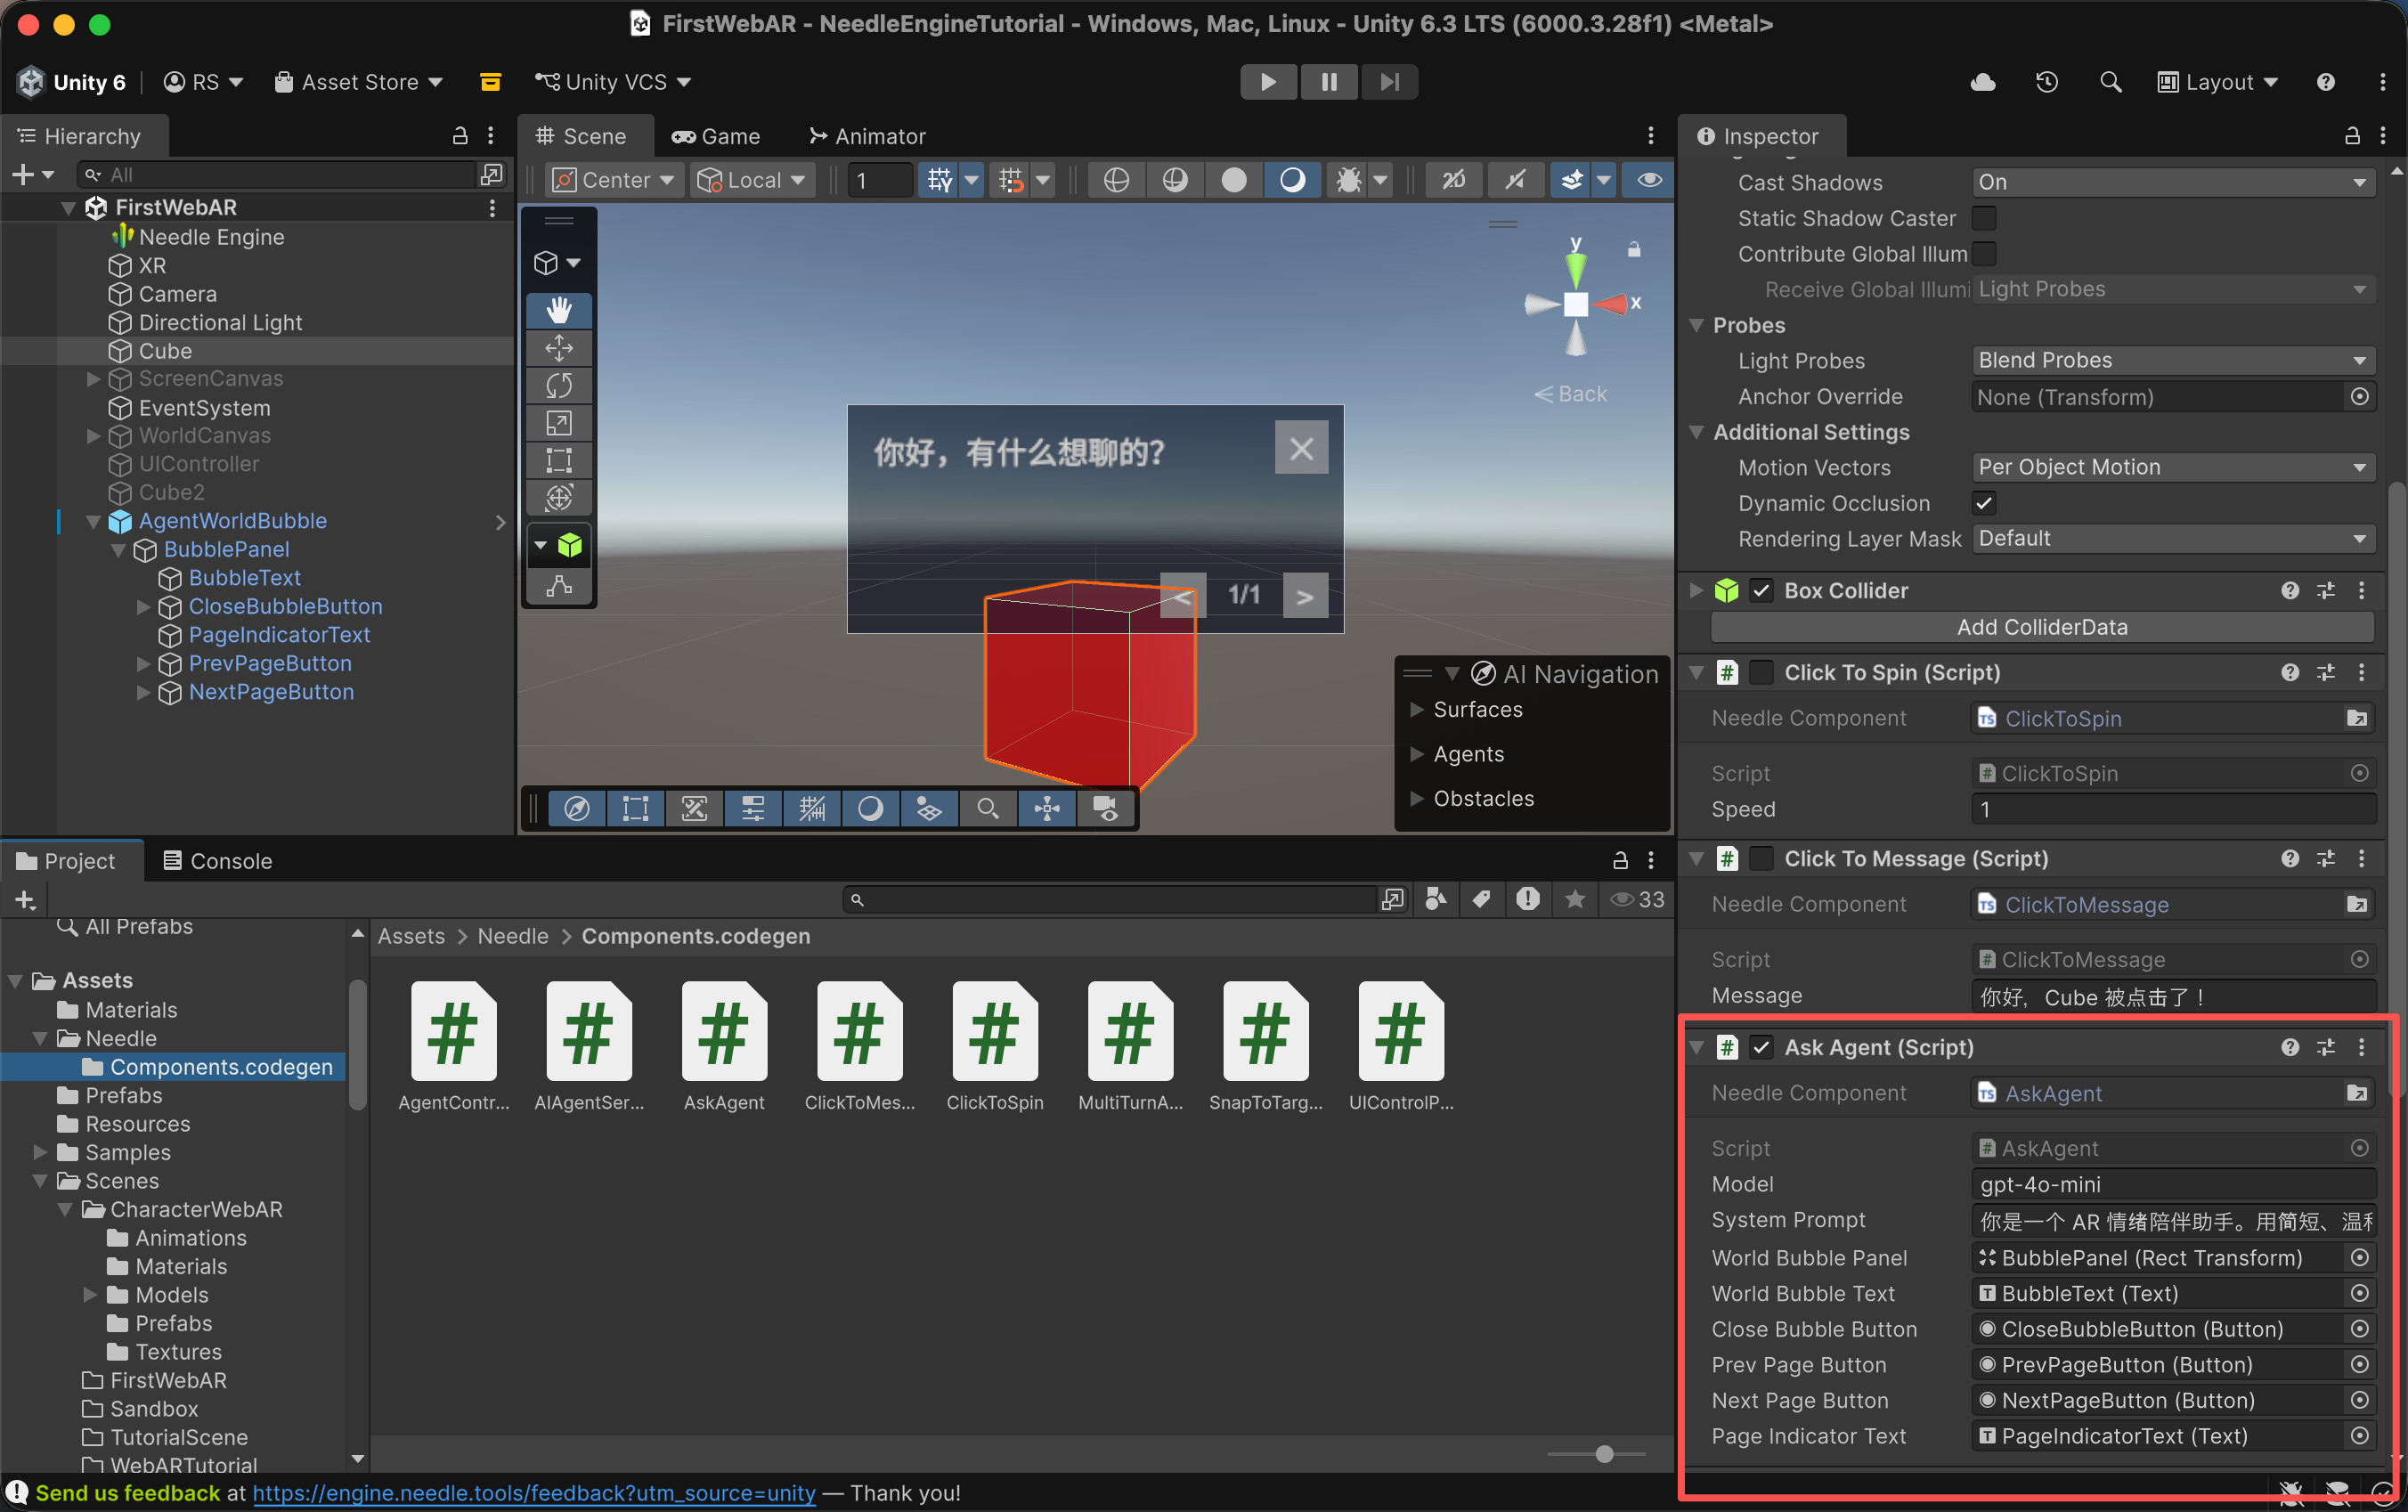 FirstWebAR - NeedleEngineTutorial - Windows, Mac, Linux - Unity 6.3 LTS (6000.3.28f1) <Metal>
Unity 6
RS
Asset Store
Unity VCS
Layout
Hierarchy
All
FirstWebAR
Needle Engine
XR
Camera
Directional Light
Cube
ScreenCanvas
EventSystem
WorldCanvas
UIController
Cube2
AgentWorldBubble
BubblePanel
BubbleText
CloseBubbleButton
PageIndicatorText
PrevPageButton
NextPageButton
Scene
Game
Animator
Center
Local
1
2D
y
x
Back
你好，有什么想聊的？
<
1/1
>
AI Navigation
Surfaces
Agents
Obstacles
Project
Console
33
All Prefabs
Assets
Materials
Needle
Components.codegen
Prefabs
Resources
Samples
Scenes
CharacterWebAR
Animations
Materials
Models
Prefabs
Textures
FirstWebAR
Sandbox
TutorialScene
WebARTutorial
Assets > Needle > Components.codegen
AgentContr...
AIAgentSer...
AskAgent
ClickToMes...
ClickToSpin
MultiTurnA...
SnapToTarg...
UIControlP...
Send us feedback at https://engine.needle.tools/feedback?utm_source=unity — Thank you!
Inspector
Cast Shadows On
Static Shadow Caster
Contribute Global Illum
Receive Global Illumi Light Probes
Probes
Light Probes Blend Probes
Anchor Override None (Transform)
Additional Settings
Motion Vectors Per Object Motion
Dynamic Occlusion
Rendering Layer Mask Default
Box Collider
Add ColliderData
Click To Spin (Script)
Needle Component TS ClickToSpin
Script ClickToSpin
Speed 1
Click To Message (Script)
Needle Component TS ClickToMessage
Script ClickToMessage
Message 你好，Cube 被点击了！
Ask Agent (Script)
Needle Component TS AskAgent
Script AskAgent
Model gpt-4o-mini
System Prompt 你是一个 AR 情绪陪伴助手。用简短、温和
World Bubble Panel BubblePanel (Rect Transform)
World Bubble Text BubbleText (Text)
Close Bubble Button CloseBubbleButton (Button)
Prev Page Button PrevPageButton (Button)
Next Page Button NextPageButton (Button)
Page Indicator Text PageIndicatorText (Text)